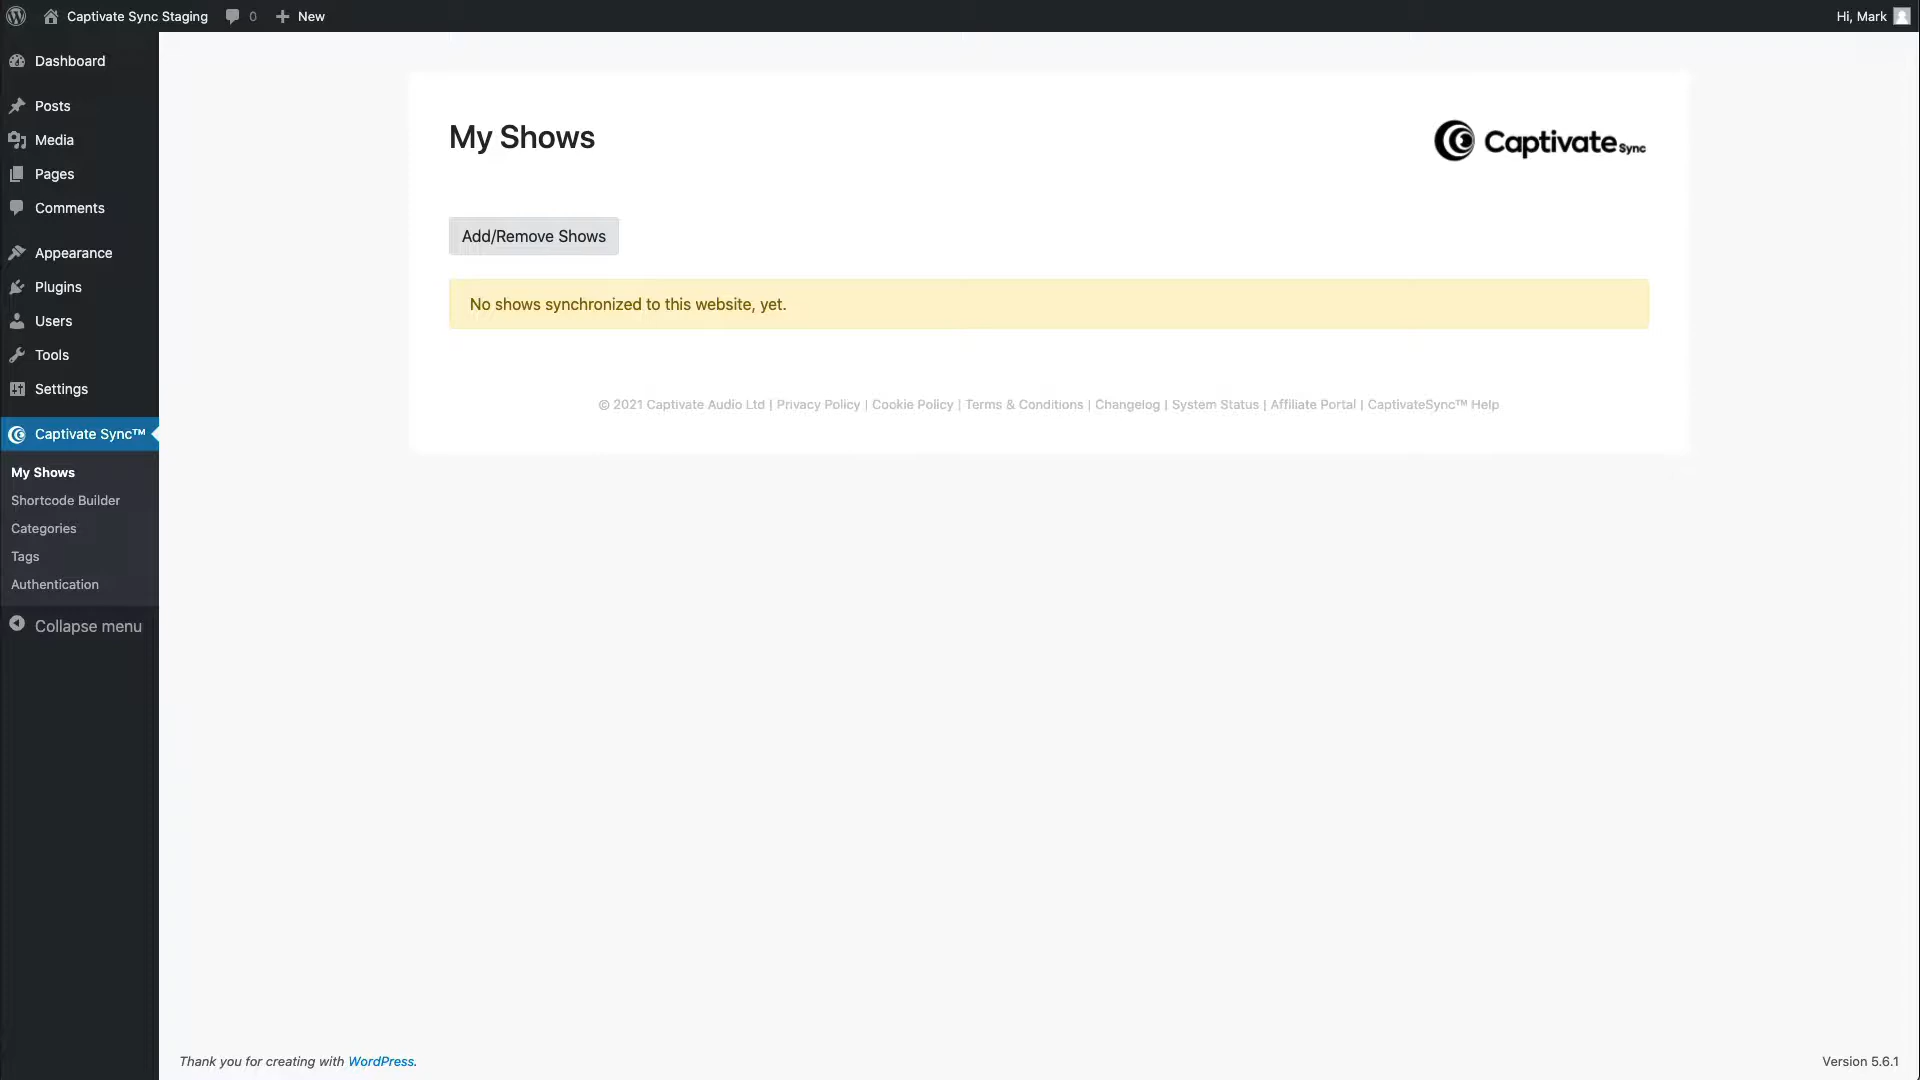 Captivate Sync Staging 0 New Hi, Mark
Dashboard
Posts
Media
Pages
Comments
Appearance
Plugins
Users
Tools
Settings
Captivate Sync™
My Shows
Shortcode Builder
Categories
Tags
Authentication
Collapse menu
My Shows
Captivate Sync
Add/Remove Shows
No shows synchronized to this website, yet.
© 2021 Captivate Audio Ltd | Privacy Policy | Cookie Policy | Terms & Conditions | Changelog | System Status | Affiliate Portal | CaptivateSync™ Help
Thank you for creating with WordPress.
Version 5.6.1